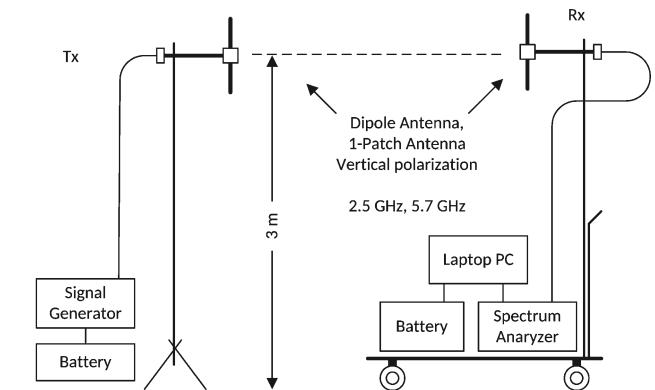 Tx
Rx
Dipole Antenna,
1-Patch Antenna
Vertical polarization
2.5 GHz, 5.7 GHz
3 m
Signal
Generator
Battery
Laptop PC
Battery
Spectrum
Anaryzer